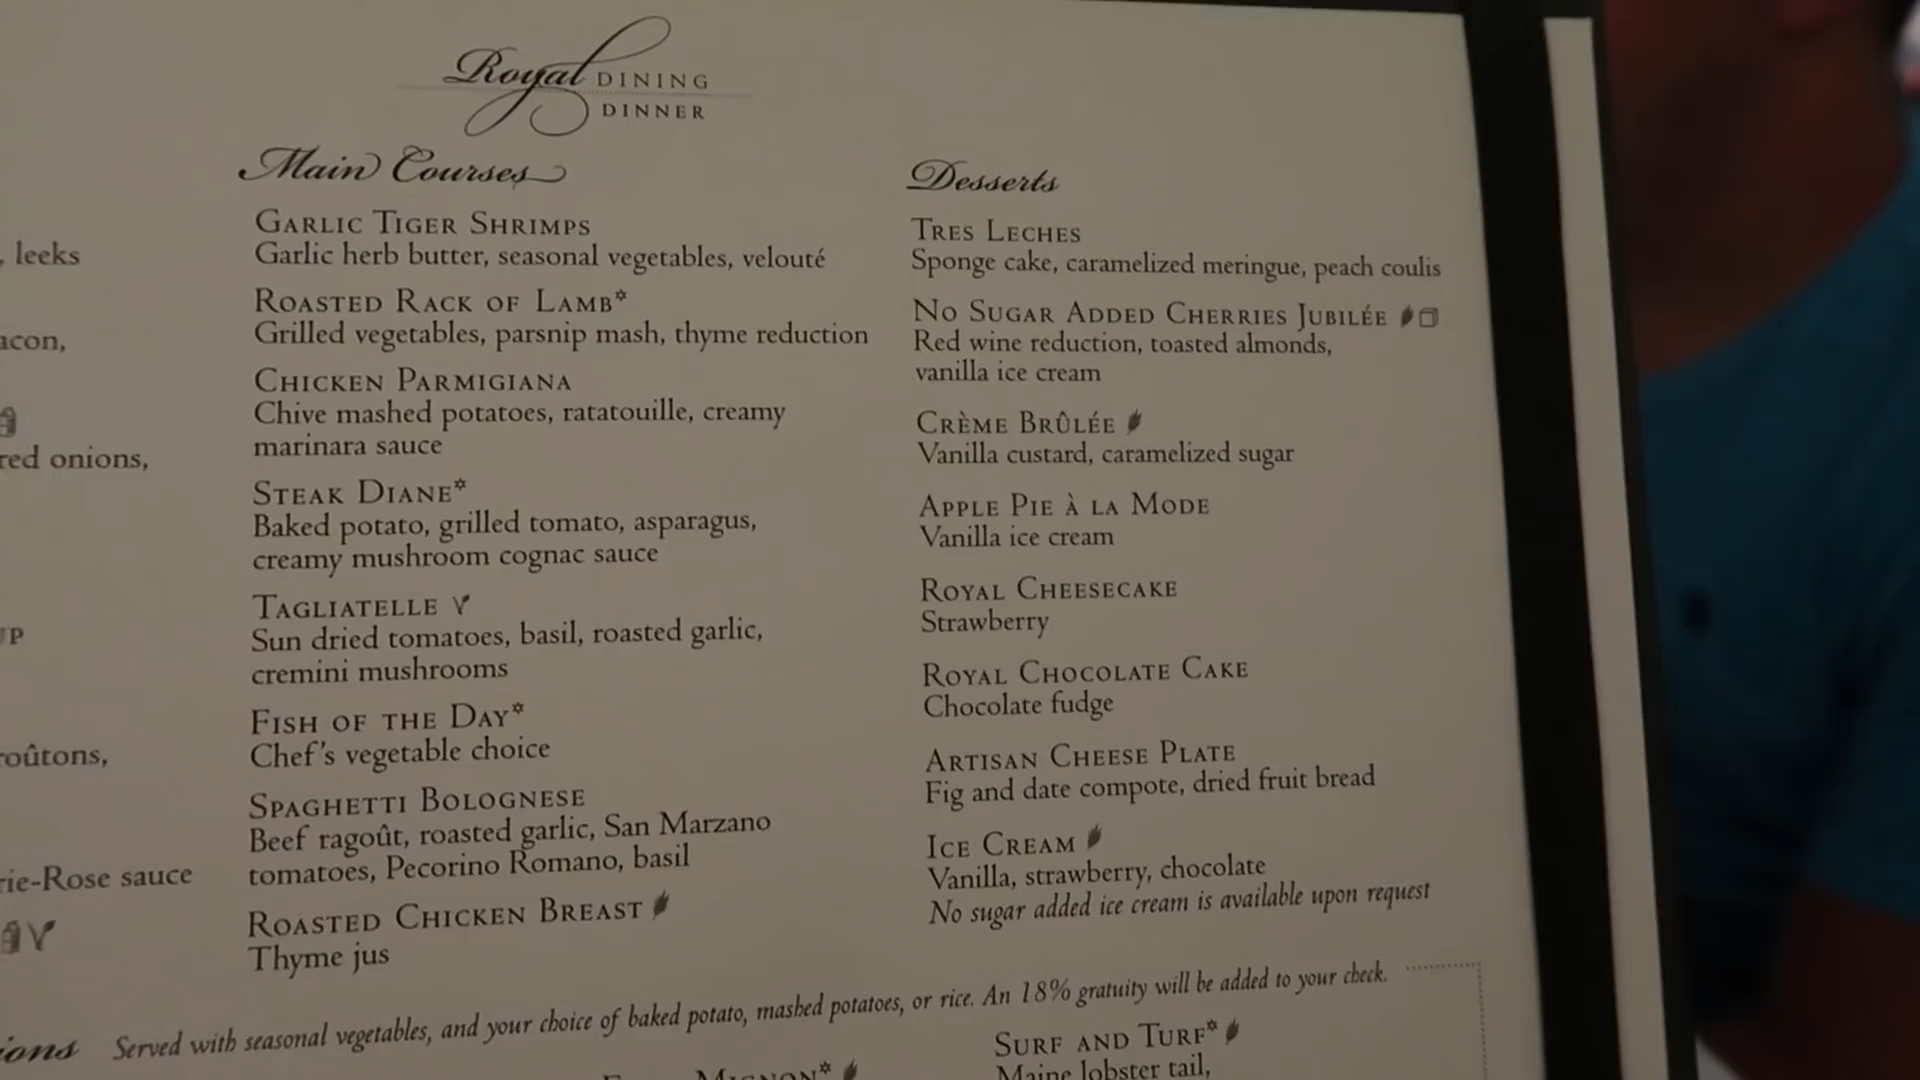 Royal DINING
DINNER
Main Courses
GARLIC TIGER SHRIMPS
Garlic herb butter, seasonal vegetables, velouté
ROASTED RACK OF LAMB*
Grilled vegetables, parsnip mash, thyme reduction
CHICKEN PARMIGIANA
Chive mashed potatoes, ratatouille, creamy
marinara sauce
STEAK DIANE*
Baked potato, grilled tomato, asparagus,
creamy mushroom cognac sauce
TAGLIATELLE
Sun dried tomatoes, basil, roasted garlic,
cremini mushrooms
FISH OF THE DAY*
Chef's vegetable choice
SPAGHETTI BOLOGNESE
Beef ragoût, roasted garlic, San Marzano
tomatoes, Pecorino Romano, basil
ROASTED CHICKEN BREAST
Thyme jus
Desserts
TRES LECHES
Sponge cake, caramelized meringue, peach coulis
NO SUGAR ADDED CHERRIES JUBILÉE
Red wine reduction, toasted almonds,
vanilla ice cream
CRÈME BRÛLÉE
Vanilla custard, caramelized sugar
APPLE PIE À LA MODE
Vanilla ice cream
ROYAL CHEESECAKE
Strawberry
ROYAL CHOCOLATE CAKE
Chocolate fudge
ARTISAN CHEESE PLATE
Fig and date compote, dried fruit bread
ICE CREAM
Vanilla, strawberry, chocolate
No sugar added ice cream is available upon request
leeks
red onions,
sauce
Served with seasonal vegetables, and your choice of baked potato, mashed potatoes, or rice. An 18% gratuity will be added to your check.
SURF AND TURF*
Maine lobster tail,